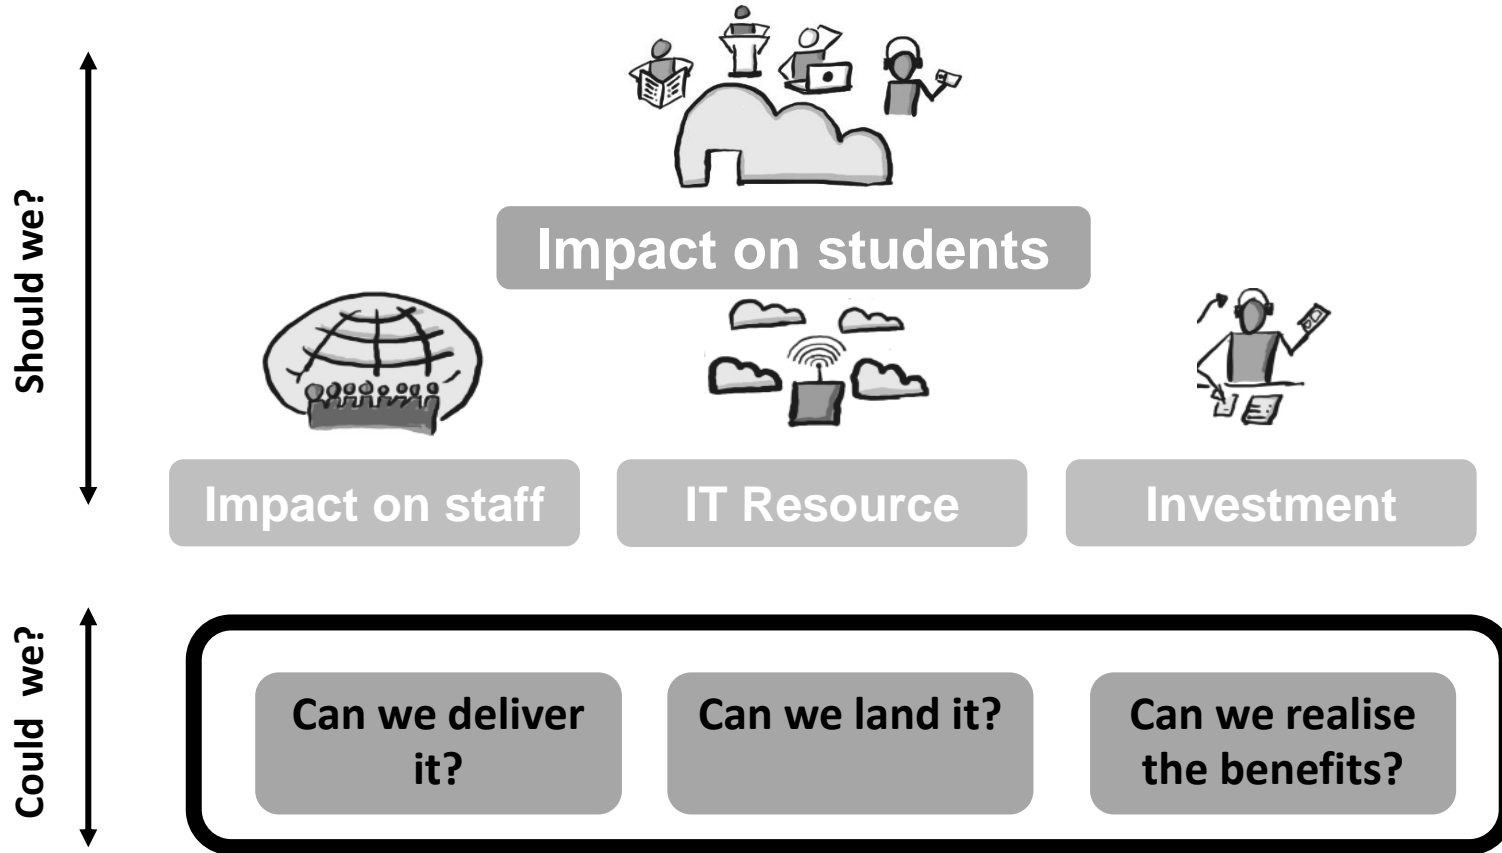 Should we?
Impact on students
Impact on staff
IT Resource
Investment
Could we?
Can we deliver
it?
Can we land it?
Can we realise
the benefits?